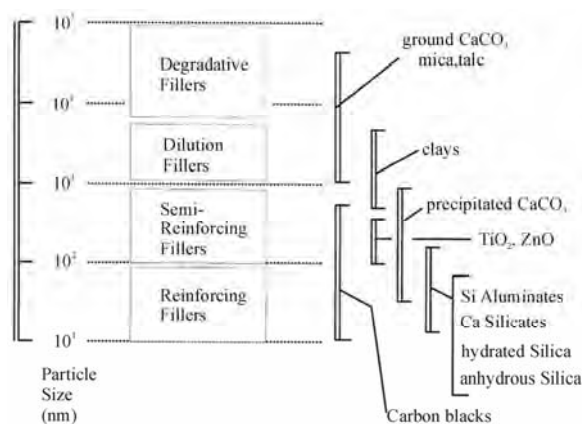 10⁵
ground CaCO₃
mica,talc
Degradative
Fillers
10⁴
Dilution
Fillers
clays
10³
precipitated CaCO₃
Semi-
Reinforcing
Fillers
TiO₂, ZnO
10²
Reinforcing
Fillers
Si Aluminates
Ca Silicates
hydrated Silica
anhydrous Silica
10¹
Particle
Size
(nm)
Carbon blacks